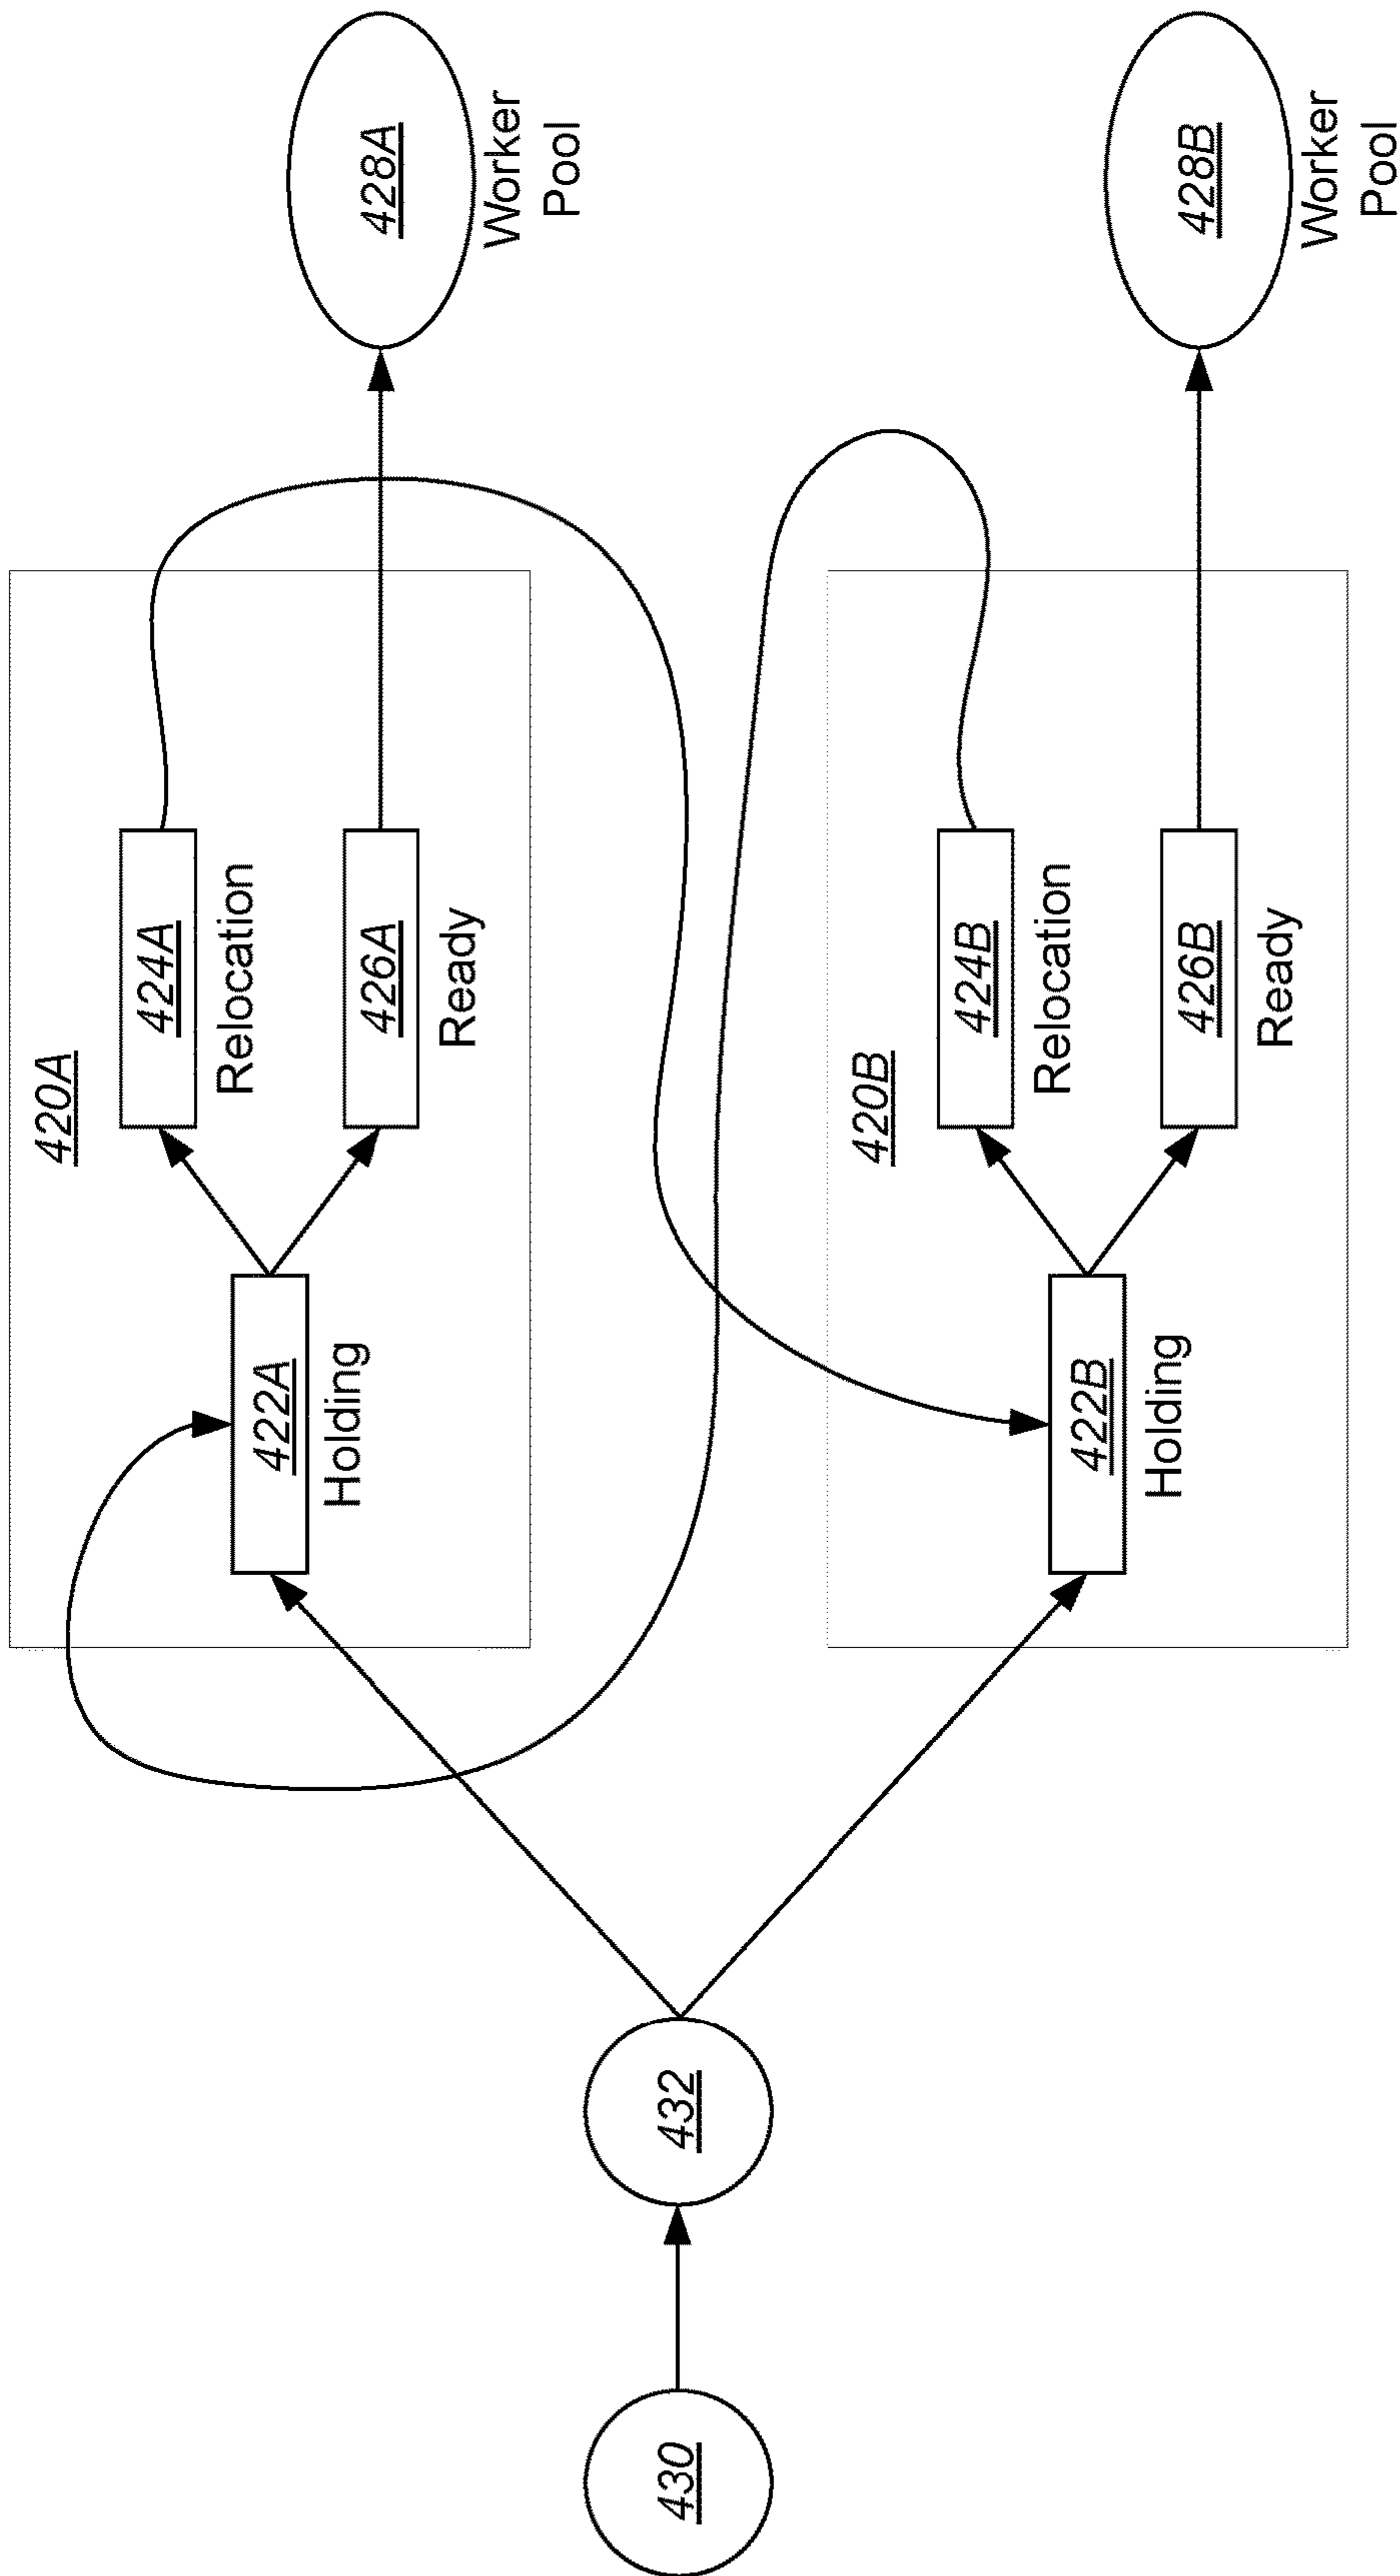 430
432
420A
422A
Holding
424A
Relocation
426A
Ready
428A
Worker
Pool
420B
422B
Holding
424B
Relocation
426B
Ready
428B
Worker
Pool